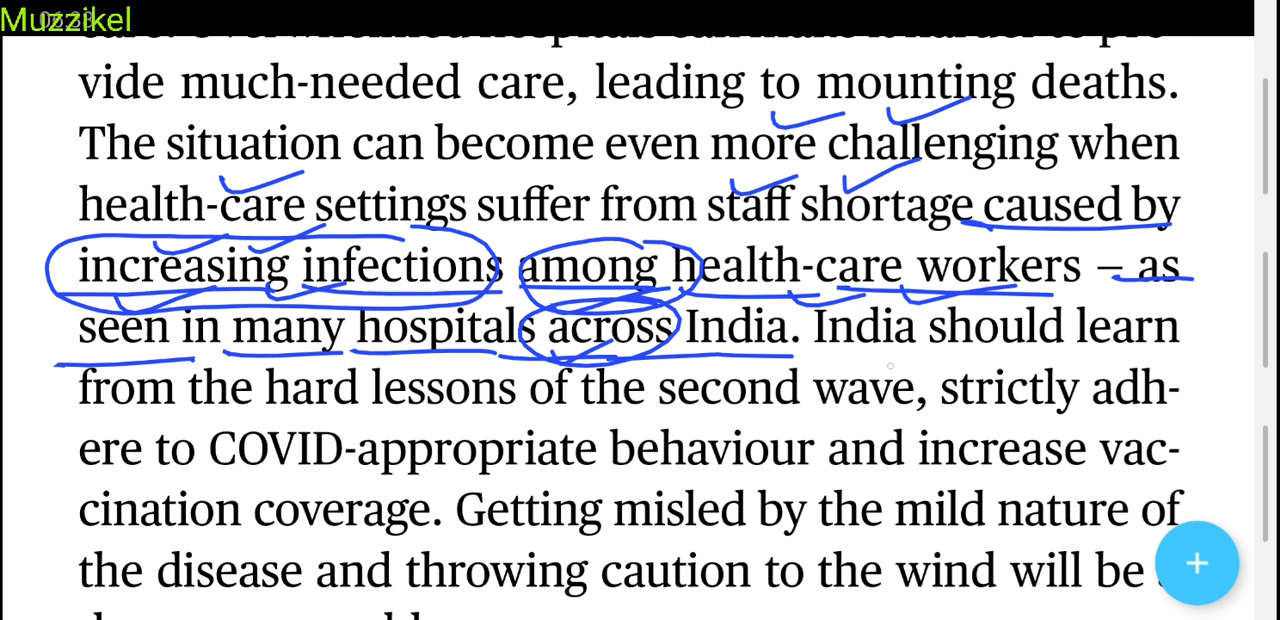 Muzzikel
vide much-needed care, leading to mounting deaths.
The situation can become even more challenging when
health-care settings suffer from staff shortage caused by
increasing infections among health-care workers – as
seen in many hospitals across India. India should learn
from the hard lessons of the second wave, strictly adh-
ere to COVID-appropriate behaviour and increase vac-
cination coverage. Getting misled by the mild nature of
the disease and throwing caution to the wind will be
+